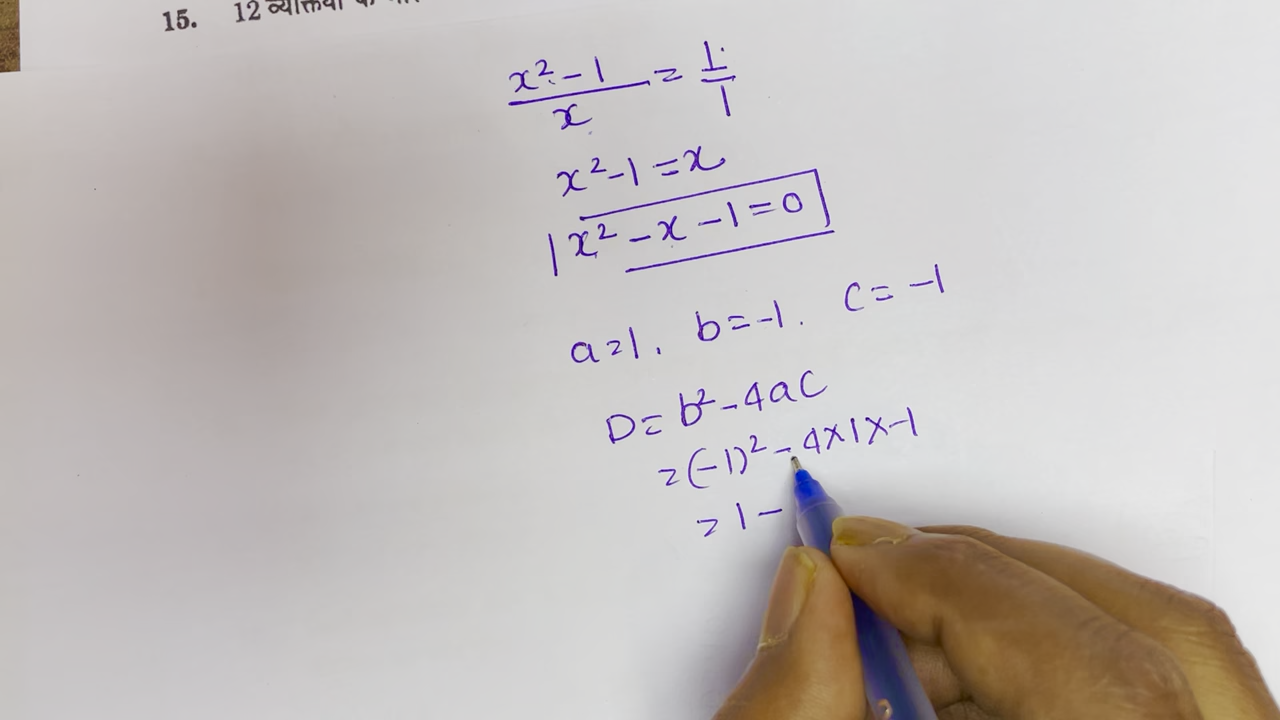 15. 12 व्यक्तियों के
x² - 1 / x = 1 / 1
x² - 1 = x
x² - x - 1 = 0
a = 1, b = -1. C = -1
D = b² - 4aC
= (-1)² - 4 × 1 × -1
= 1 -